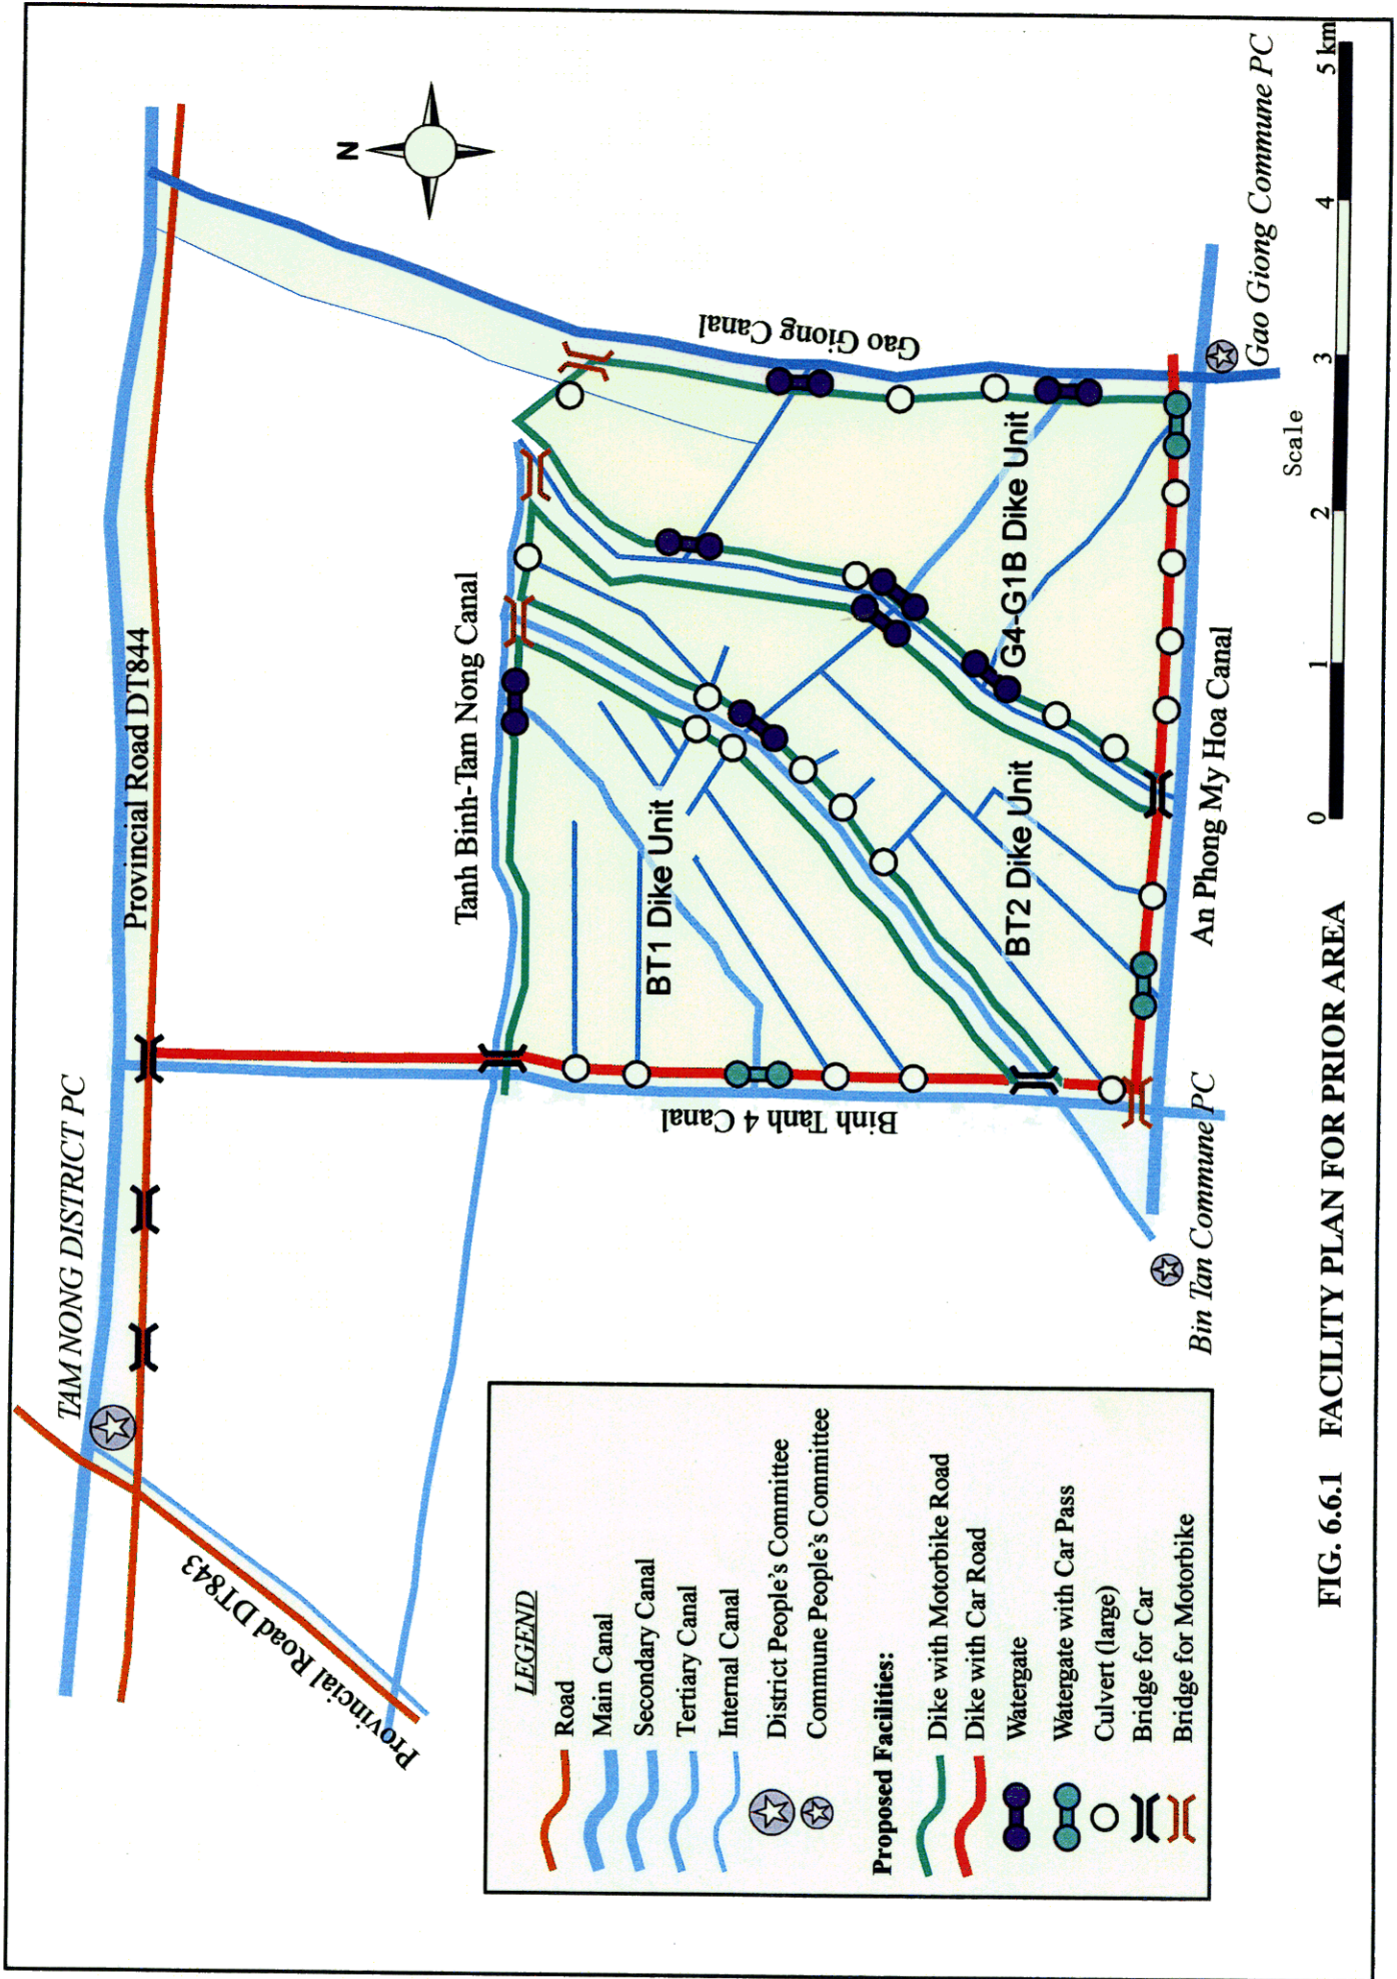 TAM NONG DISTRICT PC
Provincial Road DT844
Provincial Road DT843
N
Tanh Binh-Tam Nong Canal
Gao Giong Canal
Binh Tanh 4 Canal
BT1 Dike Unit
BT2 Dike Unit
G4-G1B Dike Unit
An Phong My Hoa Canal
Bin Tan Commune PC
Gao Giong Commune PC
LEGEND
Road
Main Canal
Secondary Canal
Tertiary Canal
Internal Canal
District People's Committee
Commune People's Committee
Proposed Facilities:
Dike with Motorbike Road
Dike with Car Road
Watergate
Watergate with Car Pass
Culvert (large)
Bridge for Car
Bridge for Motorbike
Scale
0 1 2 3 4 5 km
FIG. 6.6.1 FACILITY PLAN FOR PRIOR AREA